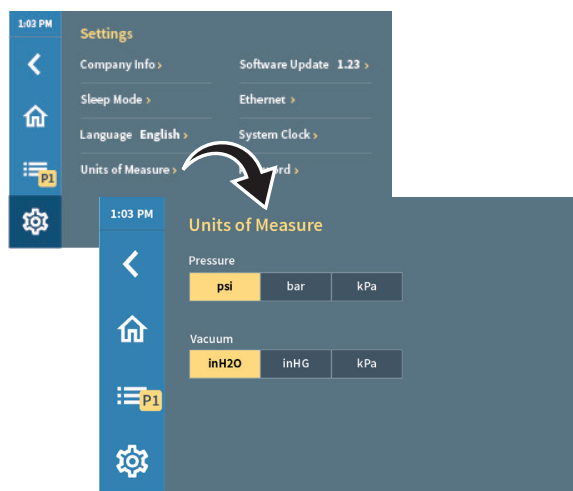 1:03 PM
Settings
Company Info >
Software Update 1.23 >
Sleep Mode >
Ethernet >
Language English >
System Clock >
P1
Units of Measure >
1:03 PM
Units of Measure
Pressure
psi bar kPa
Vacuum
inH2O inHG kPa
P1